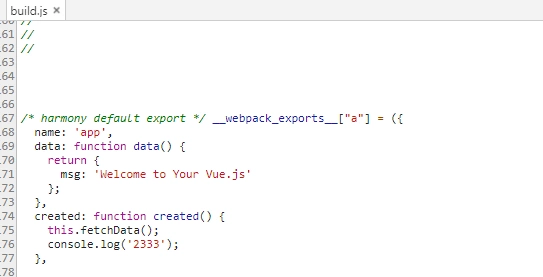 build.js ×
//
61 //
62 //
63
64
65
66
67 /* harmony default export */ __webpack_exports__["a"] = ({
68 name: 'app',
69 data: function data() {
70 return {
71 msg: 'Welcome to Your Vue.js'
72 };
73 },
74 created: function created() {
75 this.fetchData();
76 console.log('2333');
77 },
78